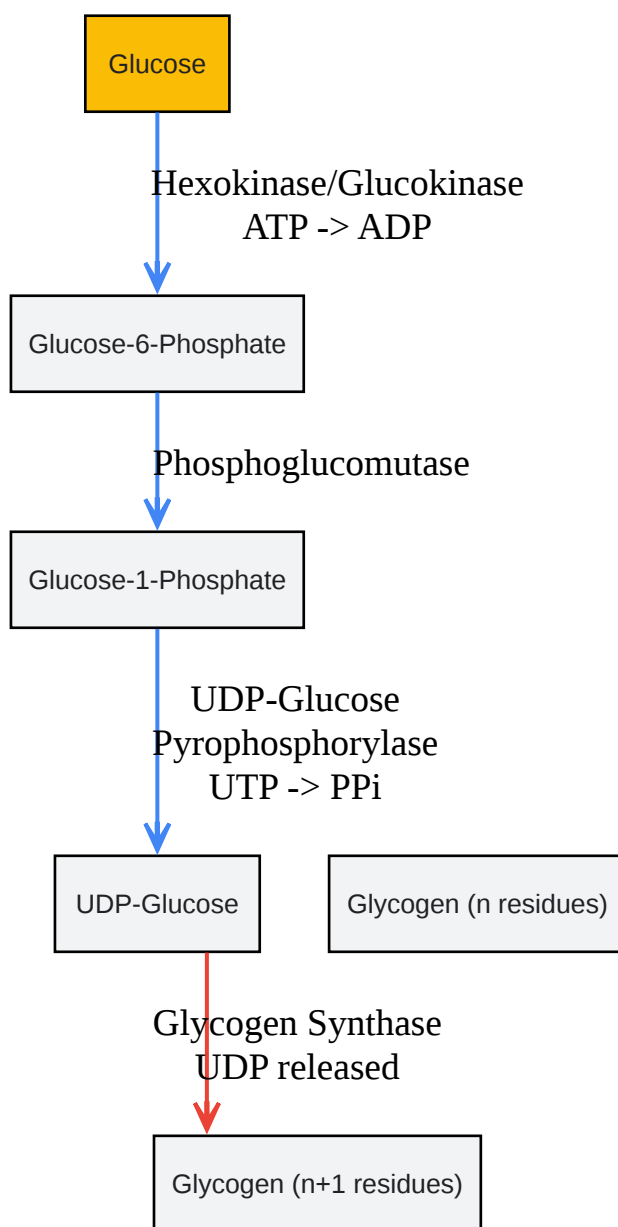 Glucose
Hexokinase/Glucokinase
ATP -> ADP
Glucose-6-Phosphate
Phosphoglucomutase
Glucose-1-Phosphate
UDP-Glucose
Pyrophosphorylase
UTP -> PPi
UDP-Glucose
Glycogen (n residues)
Glycogen Synthase
UDP released
Glycogen (n+1 residues)